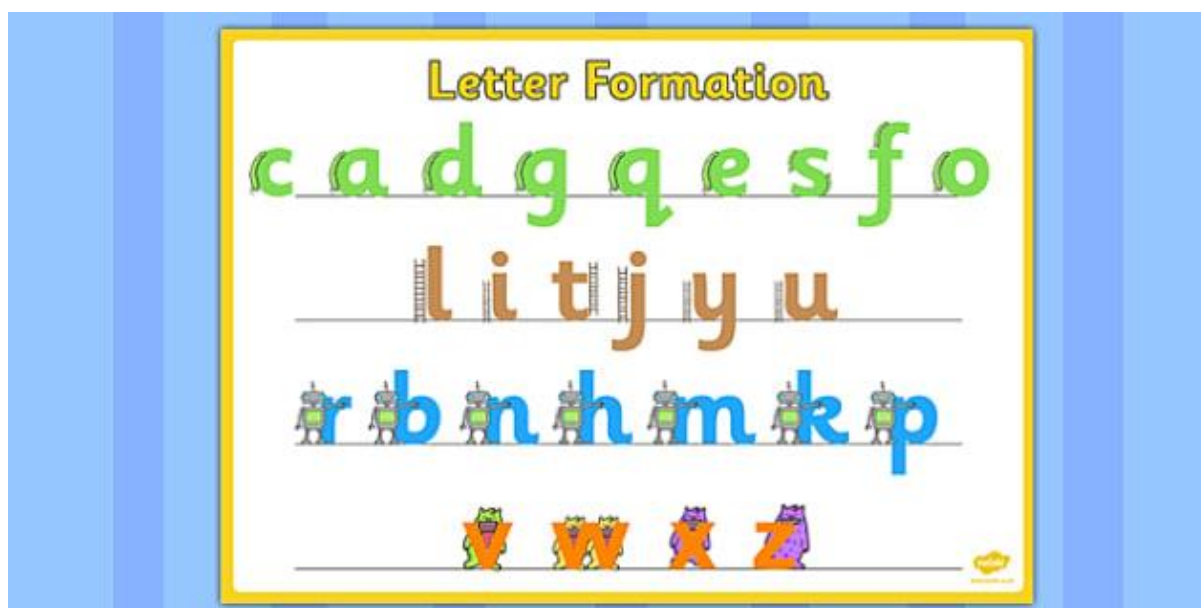 Letter Formation
c a d g q e s f o
l i t j y u
r b n h m k p
v w x z